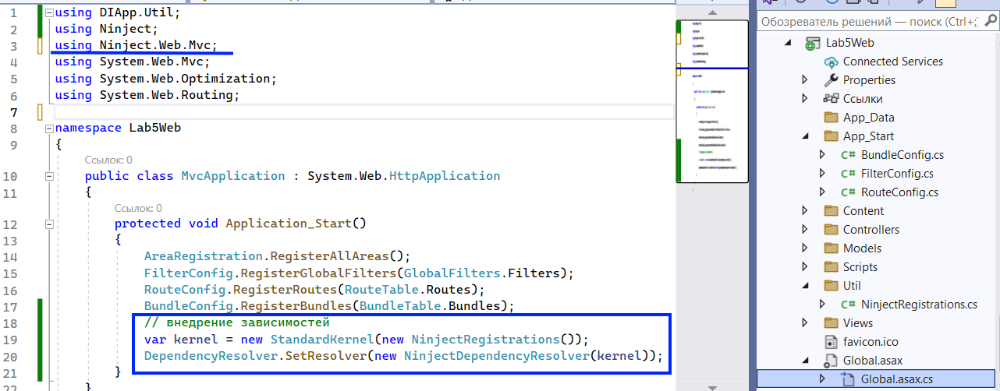 1 using DIApp.Util;
2 using Ninject;
3 using Ninject.Web.Mvc;
4 using System.Web.Mvc;
5 using System.Web.Optimization;
6 using System.Web.Routing;
7
8 namespace Lab5Web
9 {
Ссылок: 0
10 public class MvcApplication : System.Web.HttpApplication
11 {
Ссылок: 0
12 protected void Application_Start()
13 {
14 AreaRegistration.RegisterAllAreas();
15 FilterConfig.RegisterGlobalFilters(GlobalFilters.Filters);
16 RouteConfig.RegisterRoutes(RouteTable.Routes);
17 BundleConfig.RegisterBundles(BundleTable.Bundles);
18 // внедрение зависимостей
19 var kernel = new StandardKernel(new NinjectRegistrations());
20 DependencyResolver.SetResolver(new NinjectDependencyResolver(kernel));
21 }
22 }
Обозреватель решений — поиск (Ctrl+;)
Lab5Web
Connected Services
Properties
Ссылки
App_Data
App_Start
C# BundleConfig.cs
C# FilterConfig.cs
C# RouteConfig.cs
Content
Controllers
Models
Scripts
Util
C# NinjectRegistrations.cs
Views
favicon.ico
Global.asax
Global.asax.cs